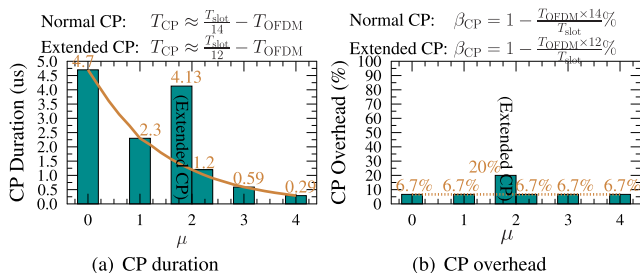 Normal CP: T_CP ≈ T_slot/14 − T_OFDM
Extended CP: T_CP ≈ T_slot/12 − T_OFDM
CP Duration (us)
5.0
4.5
4.0
3.5
3.0
2.5
2.0
1.5
1.0
0.5
0.0
4.7
2.3
4.13
(Extended CP)
1.2
0.59
0.29
0 1 2 3 4
μ
(a) CP duration
Normal CP: β_CP = 1 − T_OFDM×14/T_slot %
Extended CP: β_CP = 1 − T_OFDM×12/T_slot %
CP Overhead (%)
100
90
80
70
60
50
40
30
20
10
0
6.7% 6.7% 20% 6.7% 6.7% 6.7%
(Extended CP)
0 1 2 3 4
μ
(b) CP overhead